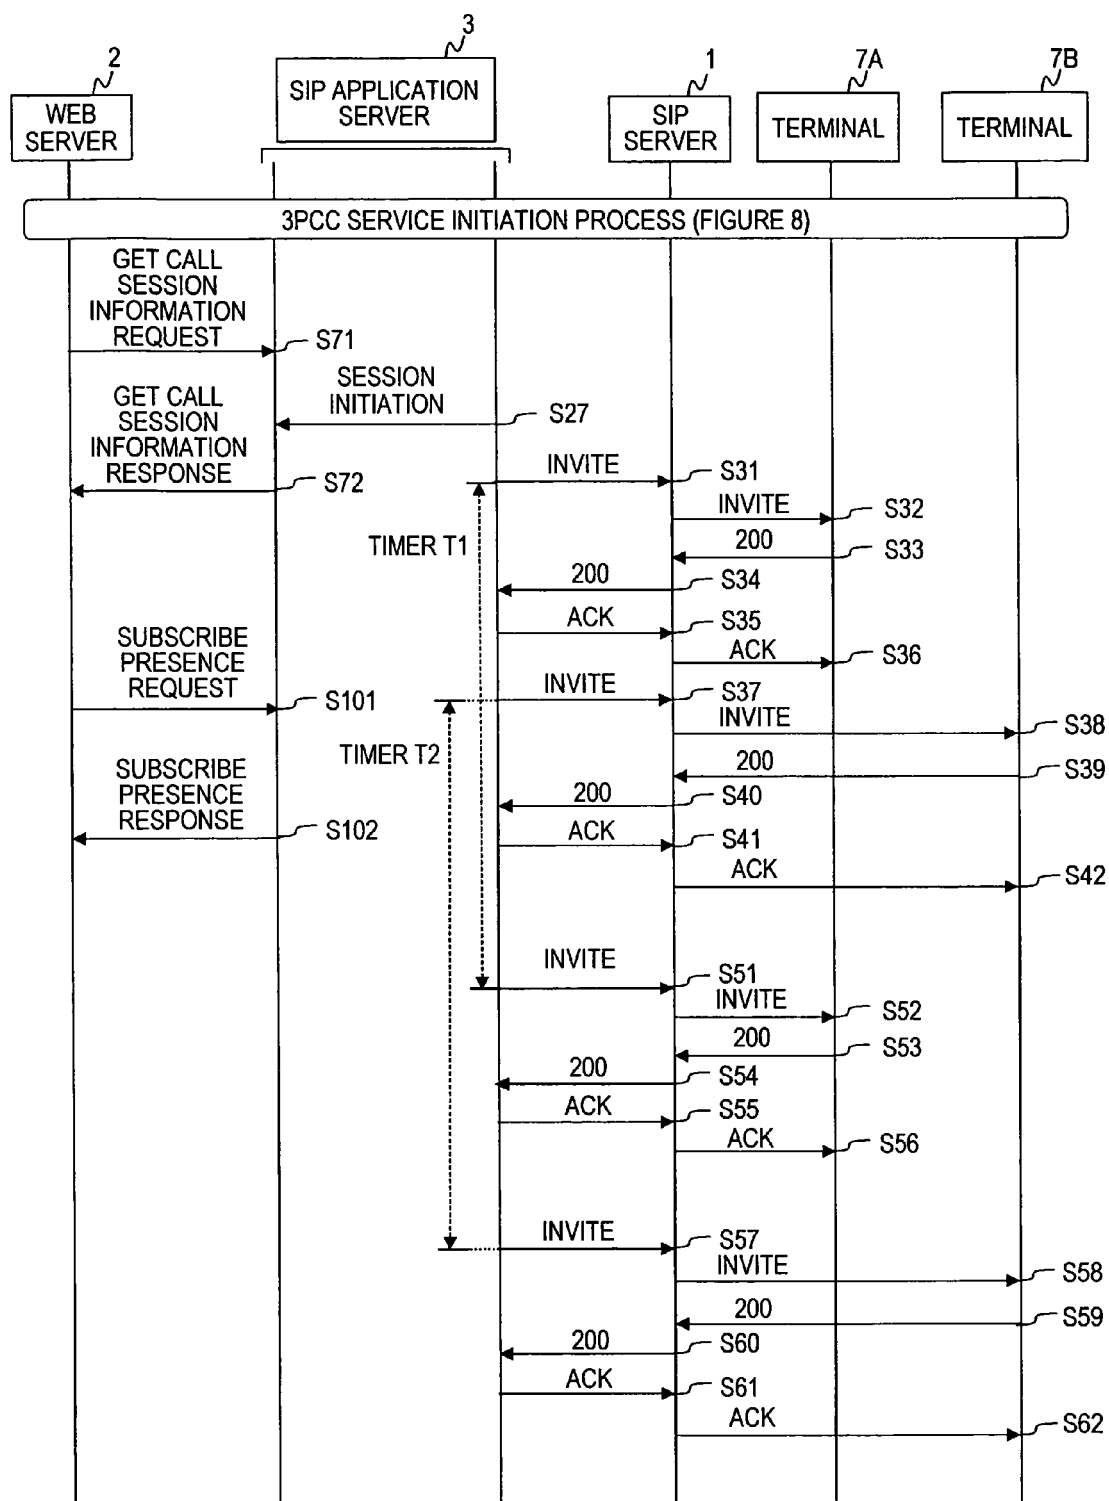 2
3
1
7A
7B
WEB
SERVER
SIP APPLICATION
SERVER
SIP
SERVER
TERMINAL
TERMINAL
3PCC SERVICE INITIATION PROCESS (FIGURE 8)
GET CALL
SESSION
INFORMATION
REQUEST
S71
SESSION
INITIATION
S27
GET CALL
SESSION
INFORMATION
RESPONSE
S72
INVITE
S31
INVITE
S32
TIMER T1
200
S33
200
S34
ACK
S35
ACK
S36
SUBSCRIBE
PRESENCE
REQUEST
S101
INVITE
S37
INVITE
S38
TIMER T2
200
S39
SUBSCRIBE
PRESENCE
RESPONSE
S102
200
S40
ACK
S41
ACK
S42
INVITE
S51
INVITE
S52
200
S53
200
S54
ACK
S55
ACK
S56
INVITE
S57
INVITE
S58
200
S59
200
S60
ACK
S61
ACK
S62